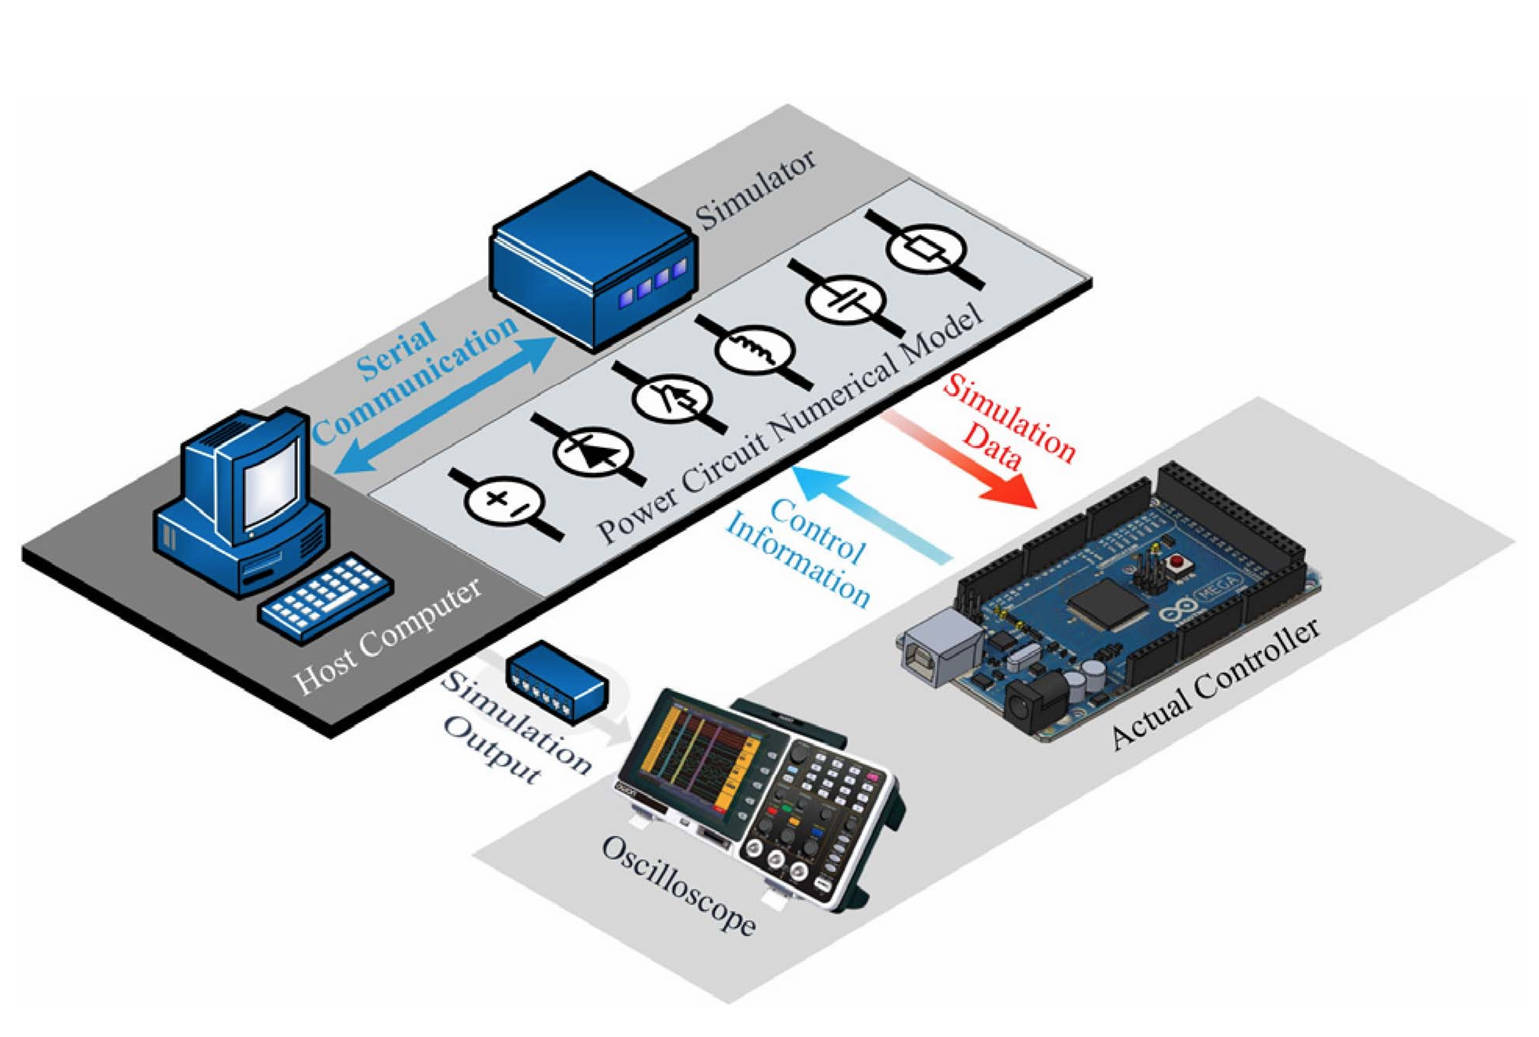 Simulator
Serial
Communication
Power Circuit Numerical Model
Simulation
Data
Control
Information
Host Computer
MEGA
Actual Controller
Simulation
Output
Oscilloscope